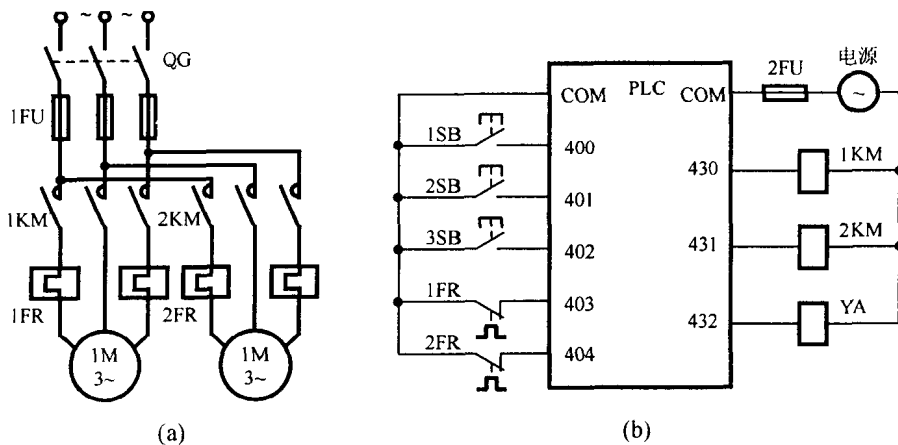 ~
~
QG
1FU
1KM
2KM
1FR
2FR
1M
3~
1M
3~
(a)
电源
2FU
~
COM
PLC
COM
1SB
400
2SB
401
3SB
402
1FR
403
2FR
404
430
1KM
431
2KM
432
YA
(b)